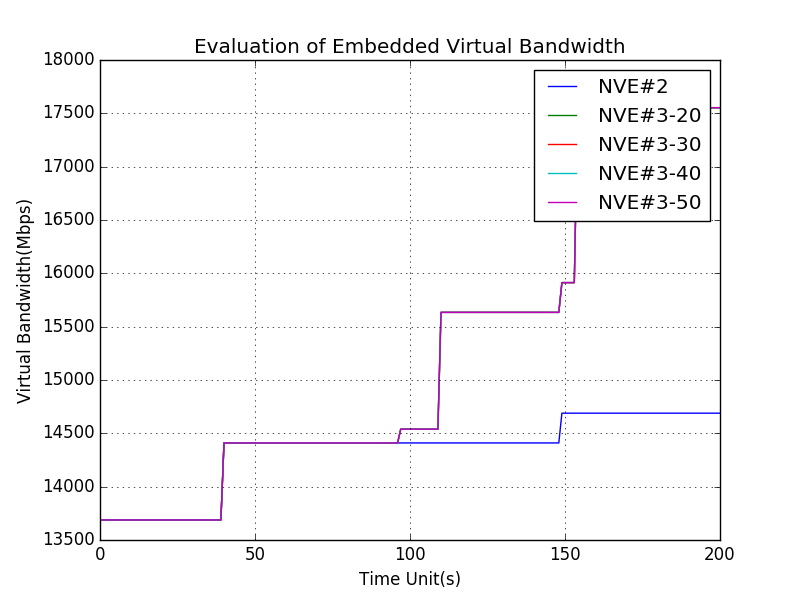 Evaluation of Embedded Virtual Bandwidth
18000
17500
17000
16500
16000
15500
15000
14500
14000
13500
Virtual Bandwidth(Mbps)
NVE#2
NVE#3-20
NVE#3-30
NVE#3-40
NVE#3-50
0
50
100
150
200
Time Unit(s)